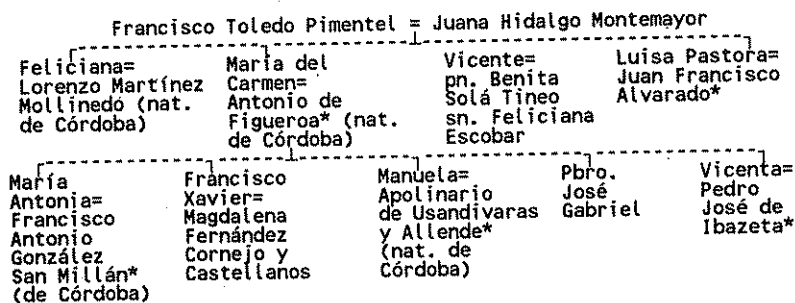 Francisco Toledo Pimentel = Juana Hidalgo Montemayor
Feliciana=
Lorenzo Martínez
Mollinedo (nat.
de Córdoba)
María del
Carmen=
Antonio de
Figueroa* (nat.
de Córdoba)
Vicente=
pn. Benita
Solá Tineo
sn. Feliciana
Escobar
Luisa Pastora=
Juan Francisco
Alvarado*
María
Antonia=
Francisco
Antonio
González
San Millán*
(de Córdoba)
Francisco
Xavier=
Magdalena
Fernández
Cornejo y
Castellanos
Manuela=
Apolinario
de Usandivaras
y Allende*
(nat. de
Córdoba)
Pbro.
José
Gabriel
Vicenta=
Pedro
José de
Ibazeta*